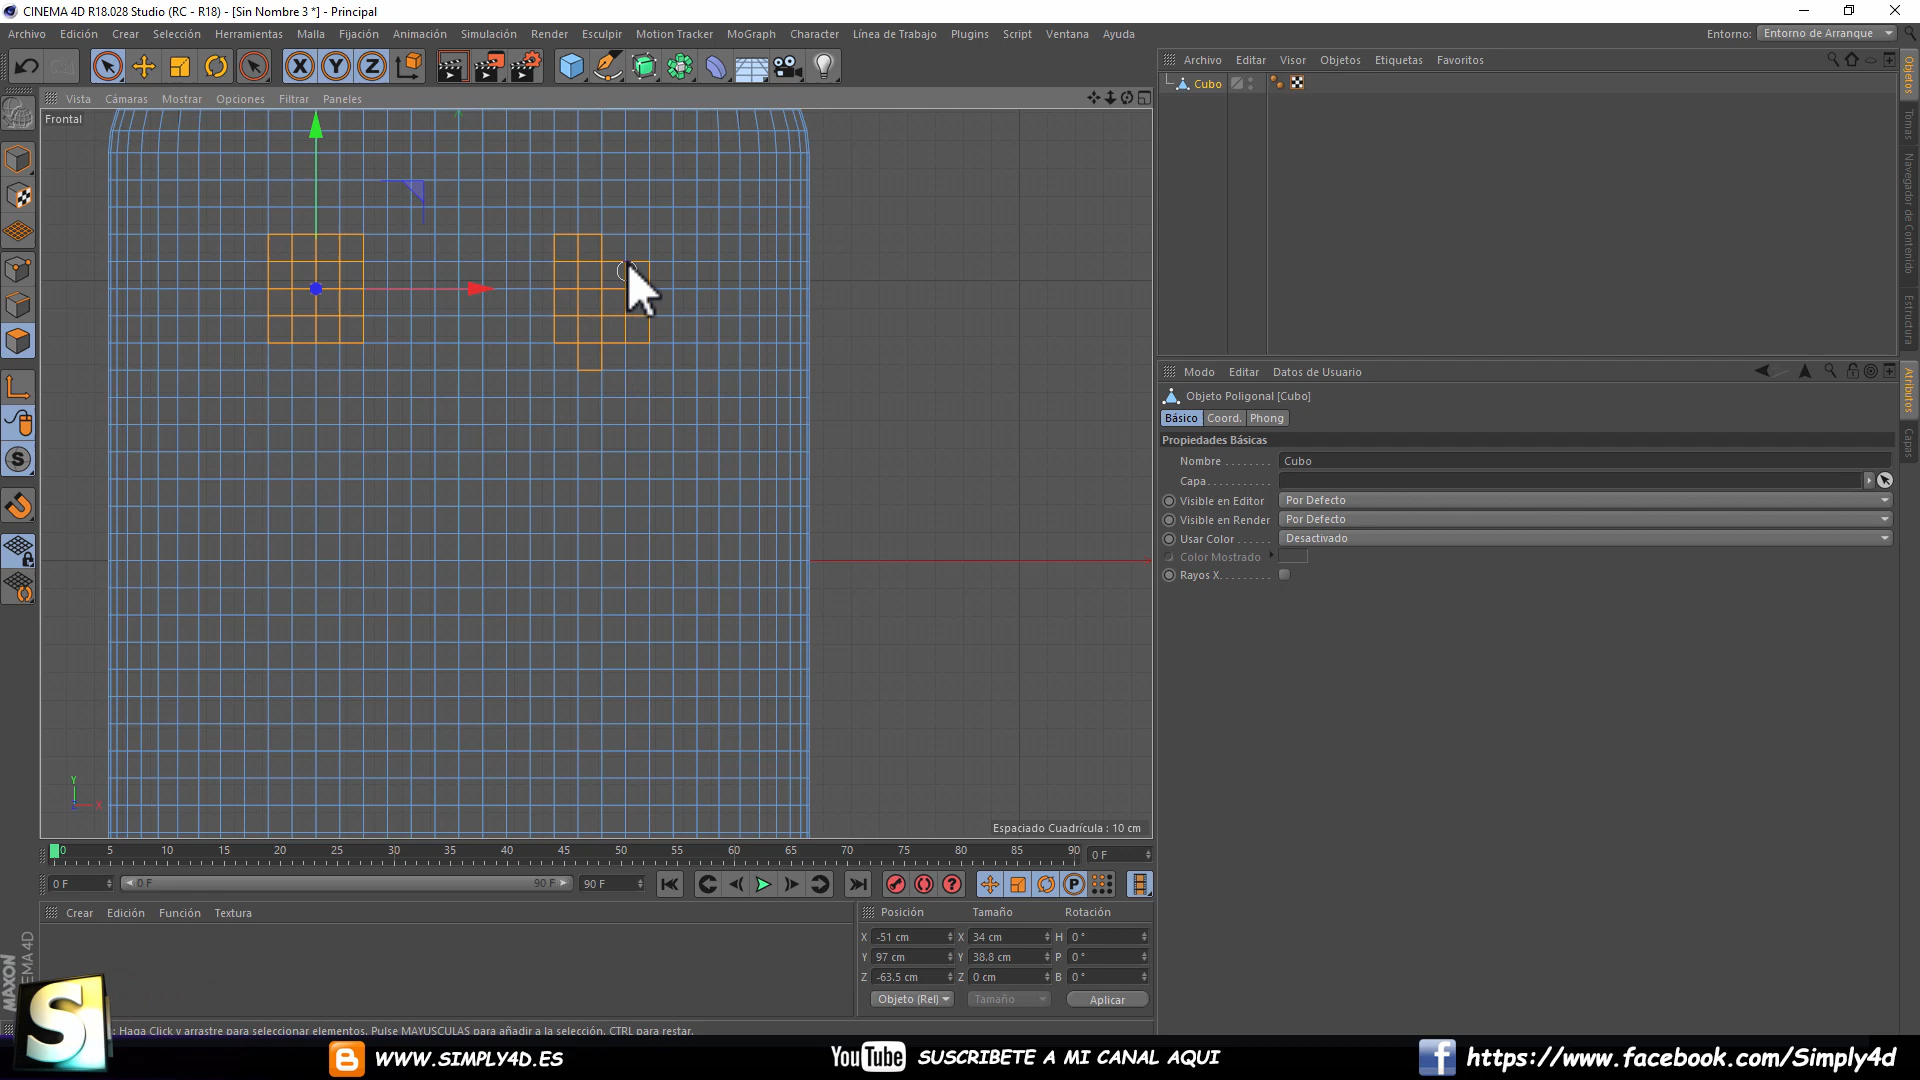 CINEMA 4D R18.028 Studio (RC - R18) - [Sin Nombre 3 *] - Principal
Archivo Edición Crear Selección Herramientas Malla Fijación Animación Simulación Render Esculpir Motion Tracker MoGraph Character Línea de Trabajo Plugins Script Ventana Ayuda Entorno: Entorno de Arranque
X Y Z
Vista Cámaras Mostrar Opciones Filtrar Paneles
Frontal
Archivo Editar Visor Objetos Etiquetas Favoritos
Cubo
Objetos
Tomas
Navegador de Contenido
Estructura
Modo Editar Datos de Usuario
Objeto Poligonal [Cubo]
Básico Coord. Phong
Propiedades Básicas
Nombre . . . . . . . . Cubo
Capa. . . . . . . . . . .
Visible en Editor Por Defecto
Visible en Render Por Defecto
Usar Color . . . . . . Desactivado
Color Mostrado
Rayos X. . . . . . . . .
Atributos
Capas
S
Y
Z X
Espaciado Cuadrícula : 10 cm
0 5 10 15 20 25 30 35 40 45 50 55 60 65 70 75 80 85 90 0 F
0 F 0 F 90 F 90 F P
Crear Edición Función Textura
Posición Tamaño Rotación
X -51 cm X 34 cm H 0 °
Y 97 cm Y 38.8 cm P 0 °
Z -63.5 cm Z 0 cm B 0 °
Objeto (Rel) Tamaño Aplicar
MAXON
: Haga Click y arrastre para seleccionar elementos. Pulse MAYUSCULAS para añadir a la selección, CTRL para restar.
S
WWW.SIMPLY4D.ES YouTube SUSCRIBETE A MI CANAL AQUI f https://www.facebook.com/Simply4d